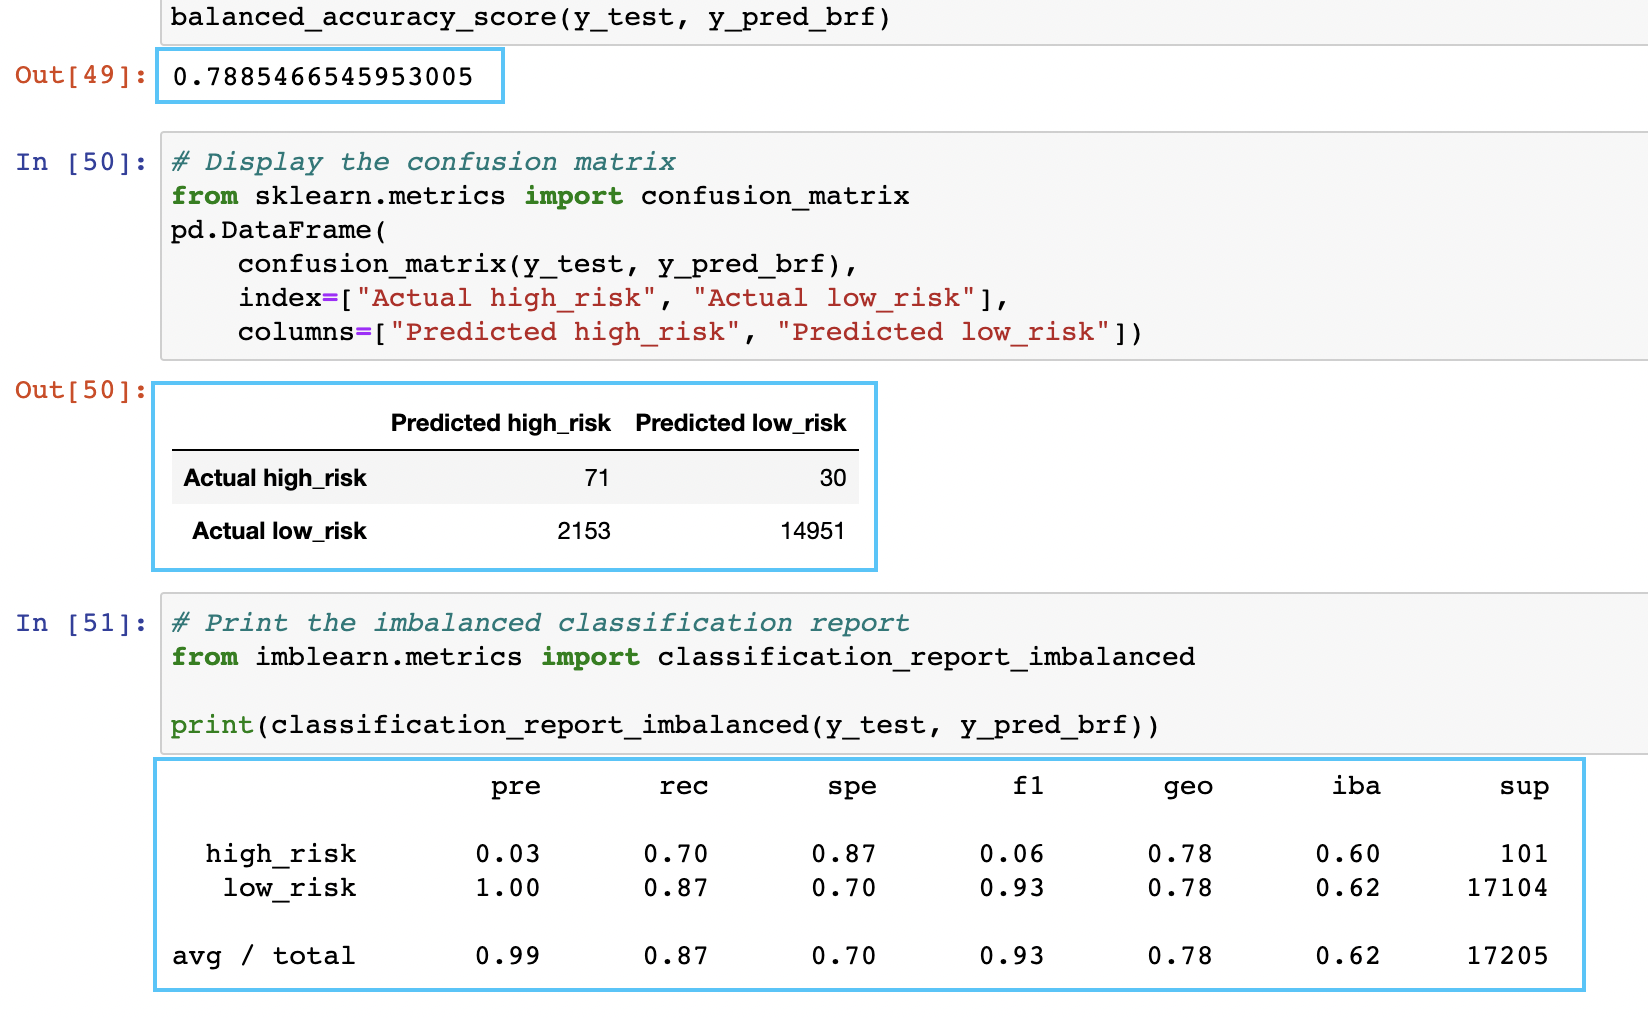 balanced_accuracy_score(y_test, y_pred_brf)
Out[49]: 0.7885466545953005
In [50]: # Display the confusion matrix
from sklearn.metrics import confusion_matrix
pd.DataFrame(
    confusion_matrix(y_test, y_pred_brf),
    index=["Actual high_risk", "Actual low_risk"],
    columns=["Predicted high_risk", "Predicted low_risk"])
Out[50]:
Predicted high_risk Predicted low_risk
Actual high_risk 71 30
Actual low_risk 2153 14951
In [51]: # Print the imbalanced classification report
from imblearn.metrics import classification_report_imbalanced
print(classification_report_imbalanced(y_test, y_pred_brf))
pre rec spe f1 geo iba sup
high_risk 0.03 0.70 0.87 0.06 0.78 0.60 101
low_risk 1.00 0.87 0.70 0.93 0.78 0.62 17104
avg / total 0.99 0.87 0.70 0.93 0.78 0.62 17205